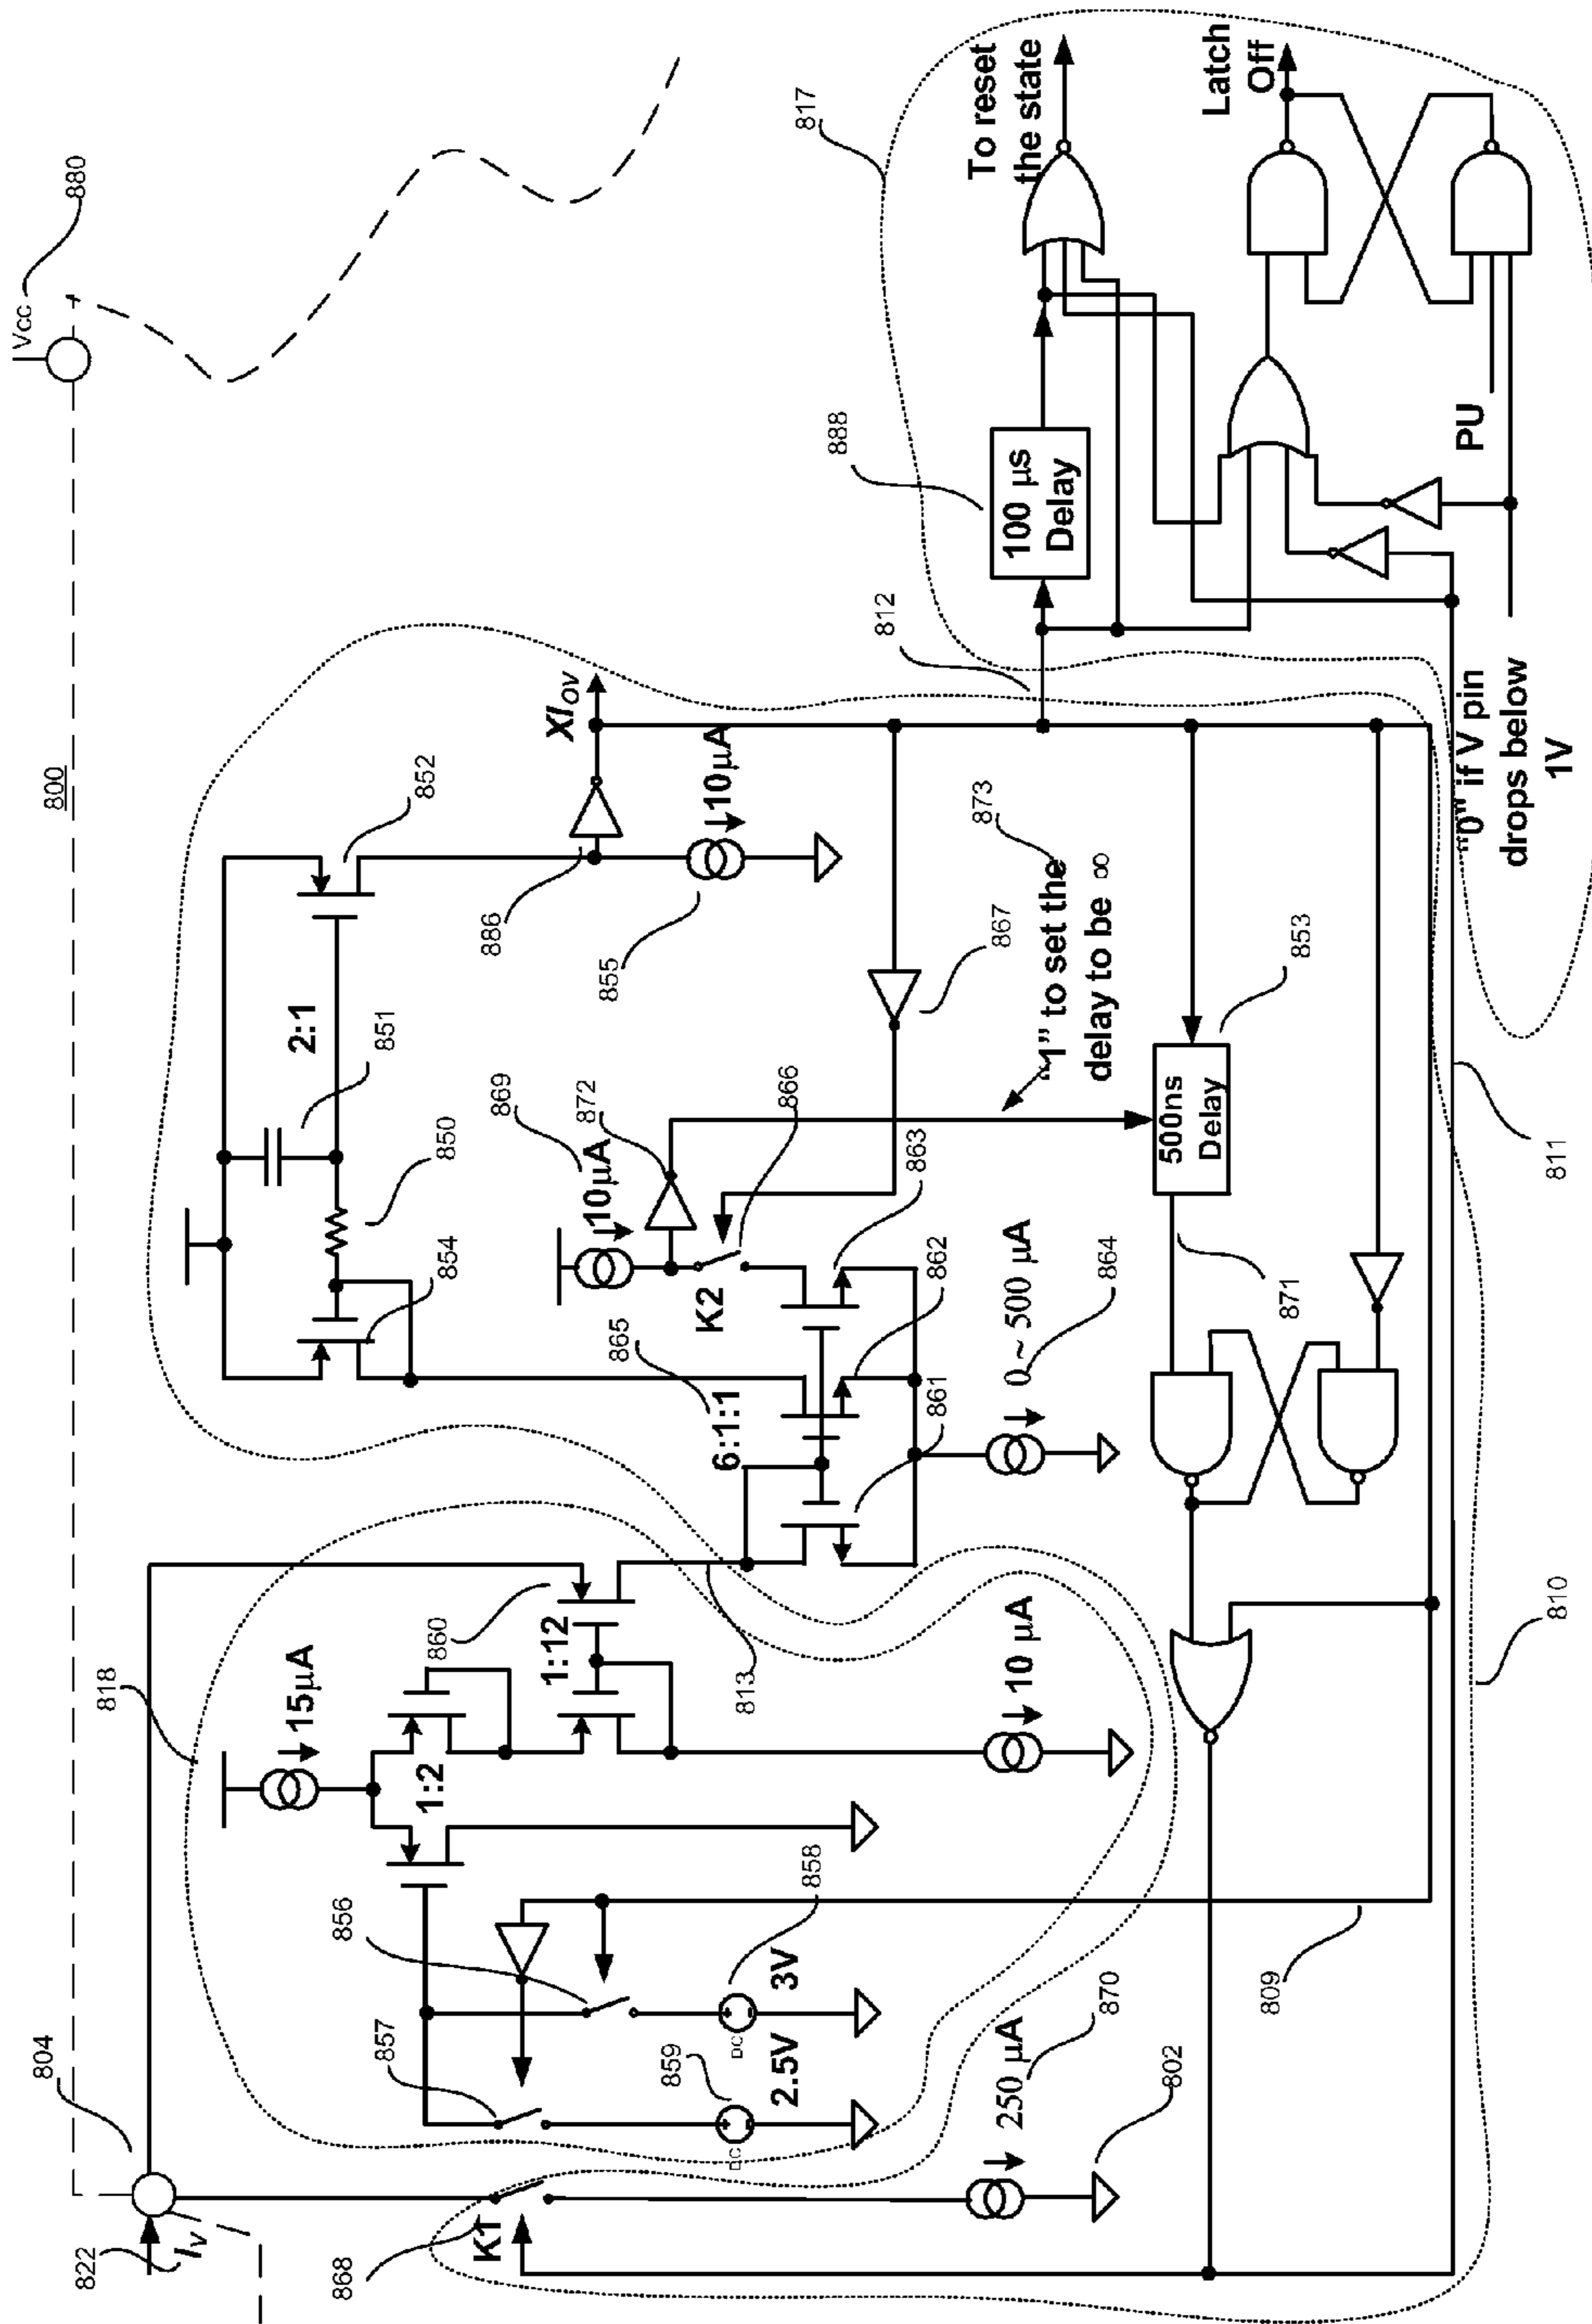 800
Vcc
880
817
To reset
the state
Latch
Off
888
100 μs
Delay
PU
812
XI_OV
852
886
10μA
855
2:1
851
850
854
873
"1" to set the
delay to be ∞
867
853
500ns
Delay
869
10μA
872
866
K2
863
862
861
865
6:1:1
0 ~ 500 μA
864
871
811
"0" if V pin
drops below
1V
810
818
15μA
860
1:12
1:2
813
10 μA
856
858
3V
857
859
2.5V
DC
DC
809
804
822
I_V
868
K1
250 μA
870
802